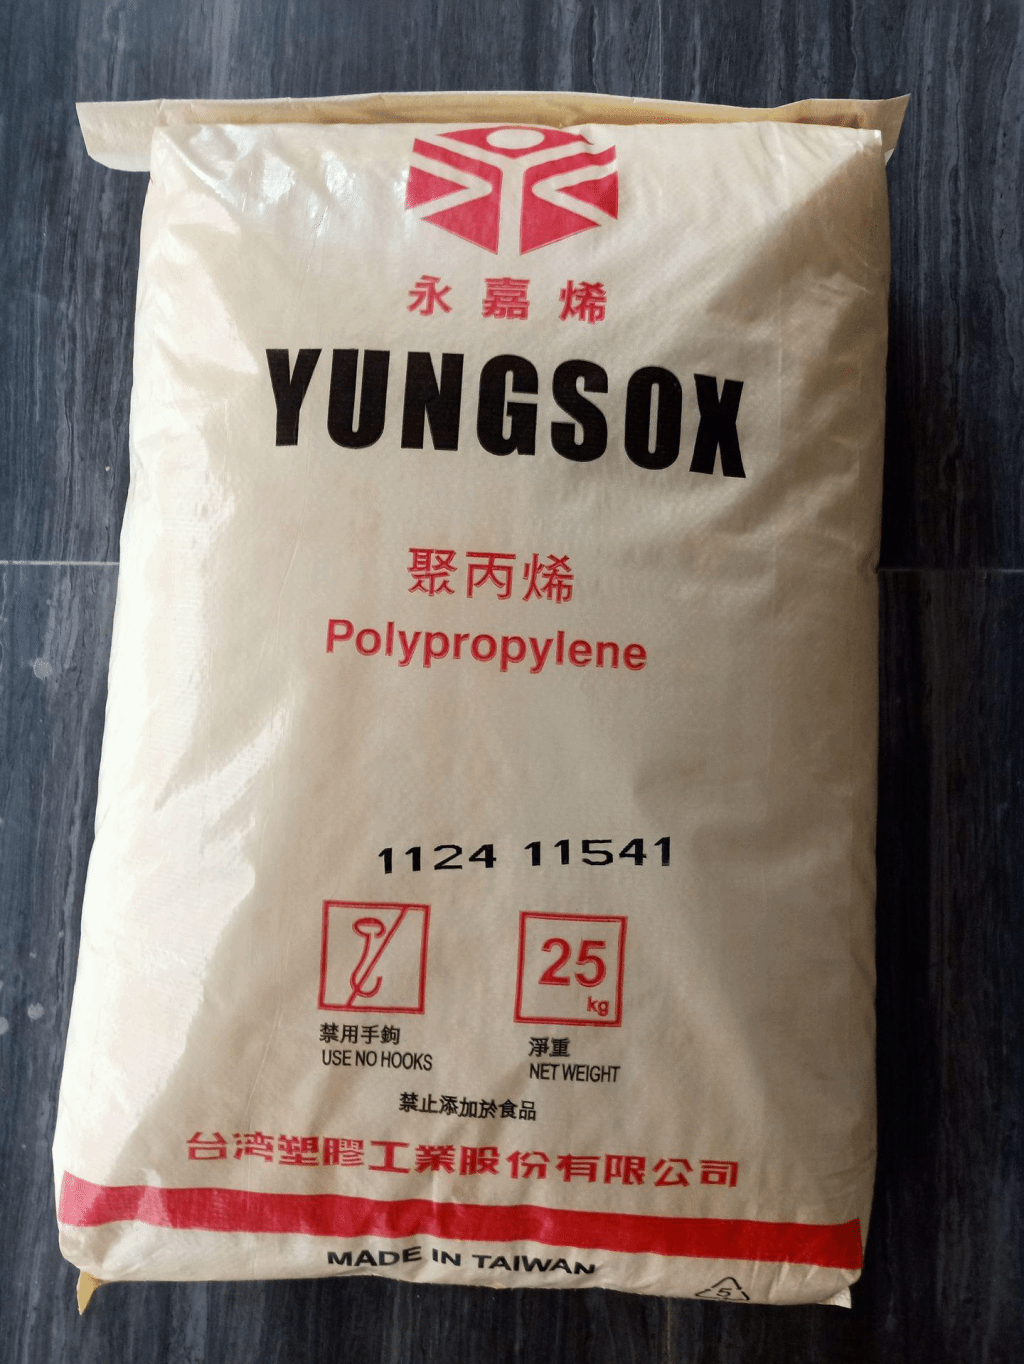 永嘉烯
YUNGSOX
聚丙烯
Polypropylene
1124 11541
25
kg
禁用手鉤
USE NO HOOKS
淨重
NET WEIGHT
禁止添加於食品
台湾塑膠工業股份有限公司
MADE IN TAIWAN
5